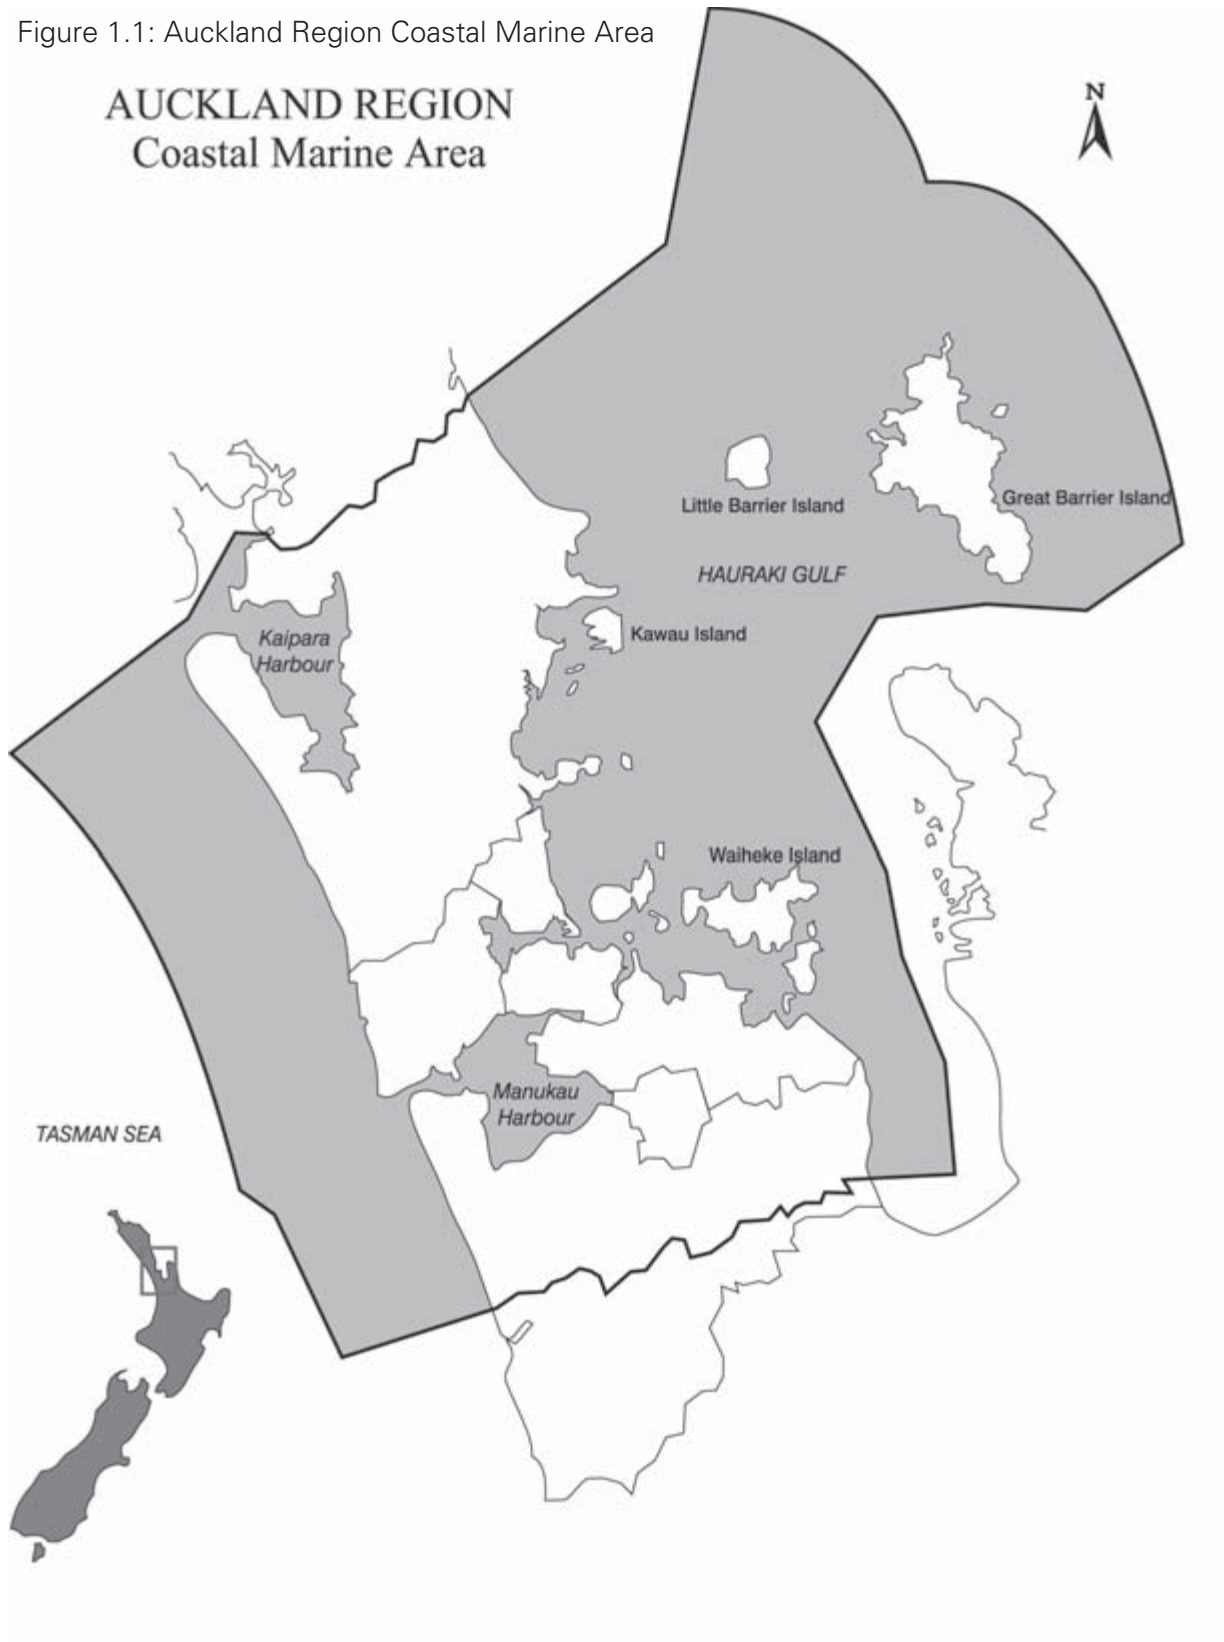 Figure 1.1: Auckland Region Coastal Marine Area
AUCKLAND REGION
Coastal Marine Area
N
Little Barrier Island
Great Barrier Island
HAURAKI GULF
Kaipara
Harbour
Kawau Island
Waiheke Island
Manukau
Harbour
TASMAN SEA